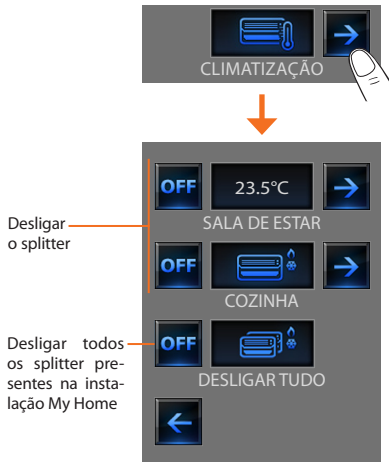 CLIMATIZAÇÃO
OFF
23.5°C
SALA DE ESTAR
Desligar
o splitter
OFF
COZINHA
Desligar todos
os splitter pre-
sentes na insta-
lação My Home
OFF
DESLIGAR TUDO